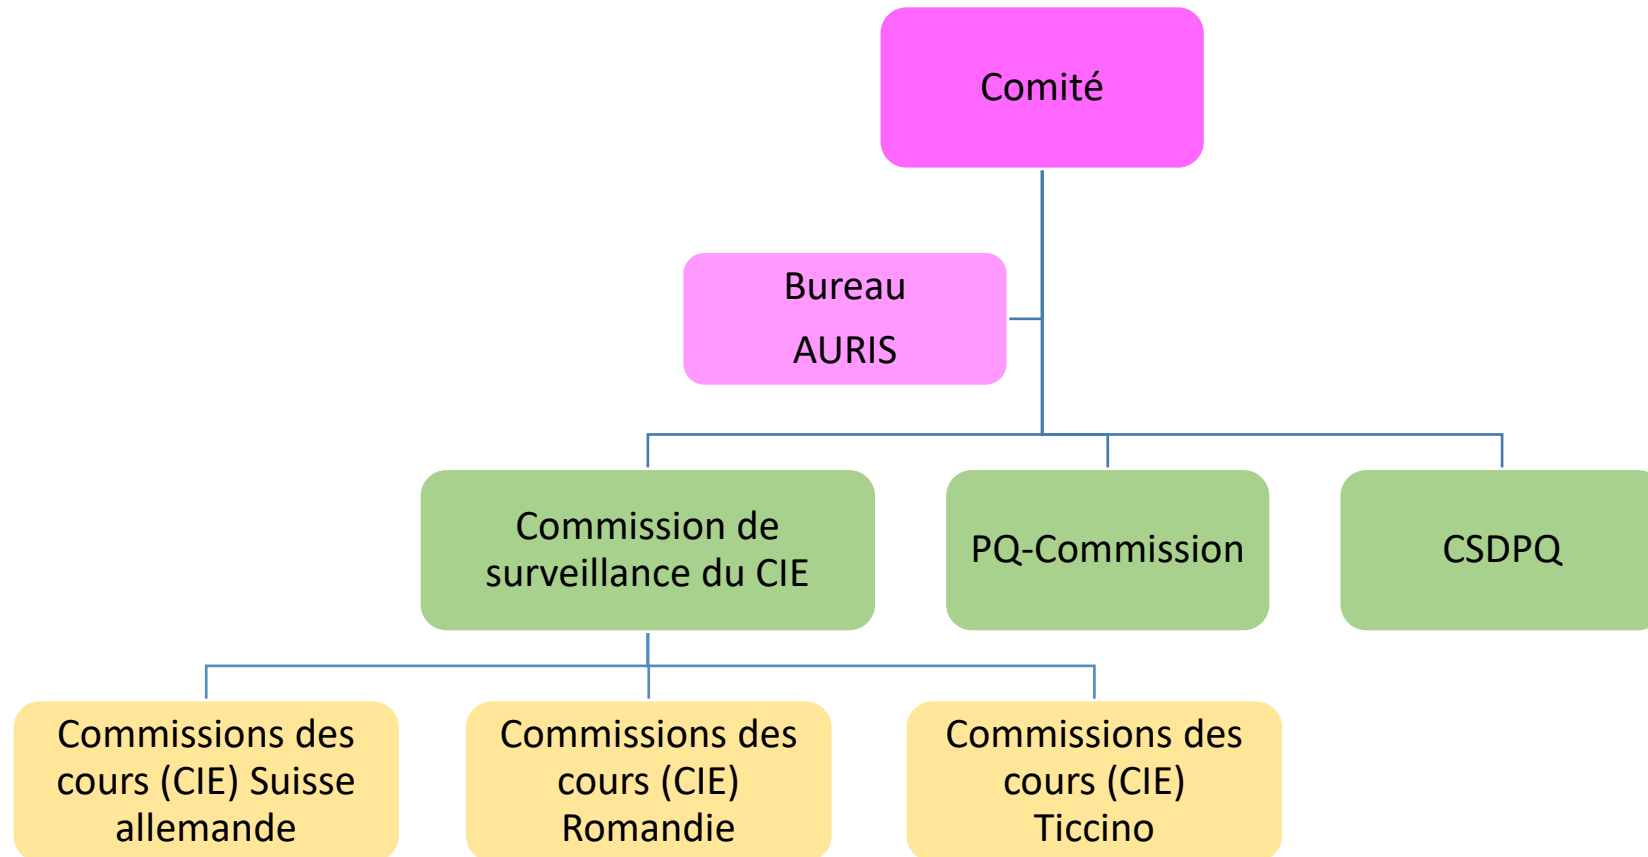 Comité
Bureau
AURIS
Commission de
surveillance du CIE
PQ-Commission
CSDPQ
Commissions des
cours (CIE) Suisse
allemande
Commissions des
cours (CIE)
Romandie
Commissions des
cours (CIE)
Ticcino